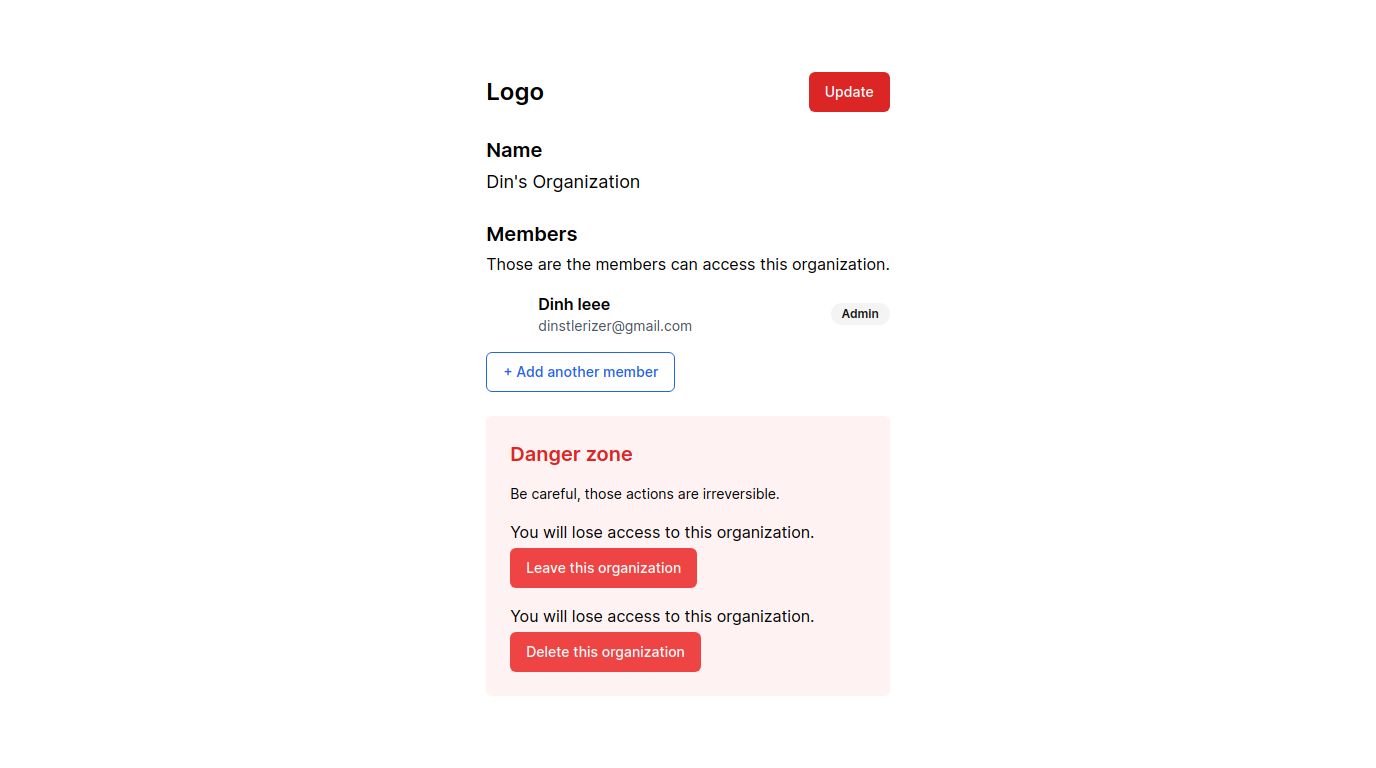 Logo
Update
Name
Din's Organization
Members
Those are the members can access this organization.
Dinh leee
dinstlerizer@gmail.com
Admin
+ Add another member
Danger zone
Be careful, those actions are irreversible.
You will lose access to this organization.
Leave this organization
You will lose access to this organization.
Delete this organization